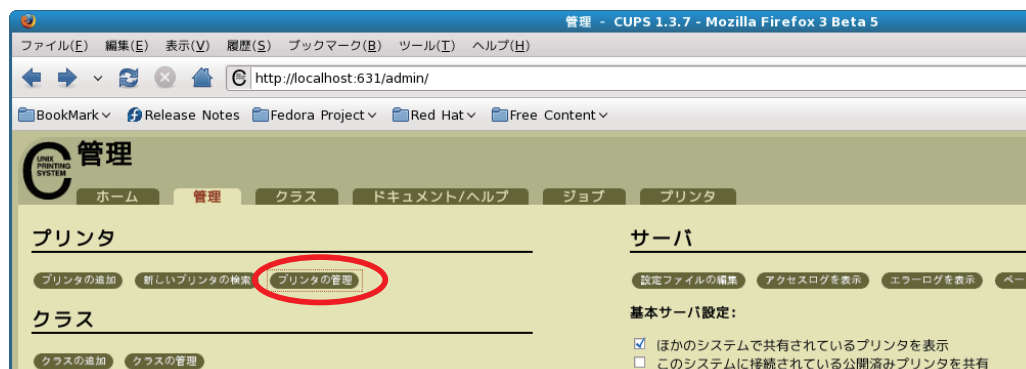 管理 - CUPS 1.3.7 - Mozilla Firefox 3 Beta 5
ファイル(F) 編集(E) 表示(V) 履歴(S) ブックマーク(B) ツール(T) ヘルプ(H)
http://localhost:631/admin/
BookMark Release Notes Fedora Project Red Hat Free Content
UNIX PRINTING SYSTEM
管理
ホーム 管理 クラス ドキュメント/ヘルプ ジョブ プリンタ
プリンタ
プリンタの追加 新しいプリンタの検索 プリンタの管理
クラス
クラスの追加 クラスの管理
サーバ
設定ファイルの編集 アクセスログを表示 エラーログを表示 ペー
基本サーバ設定:
ほかのシステムで共有されているプリンタを表示
このシステムに接続されている公開済みプリンタを共有